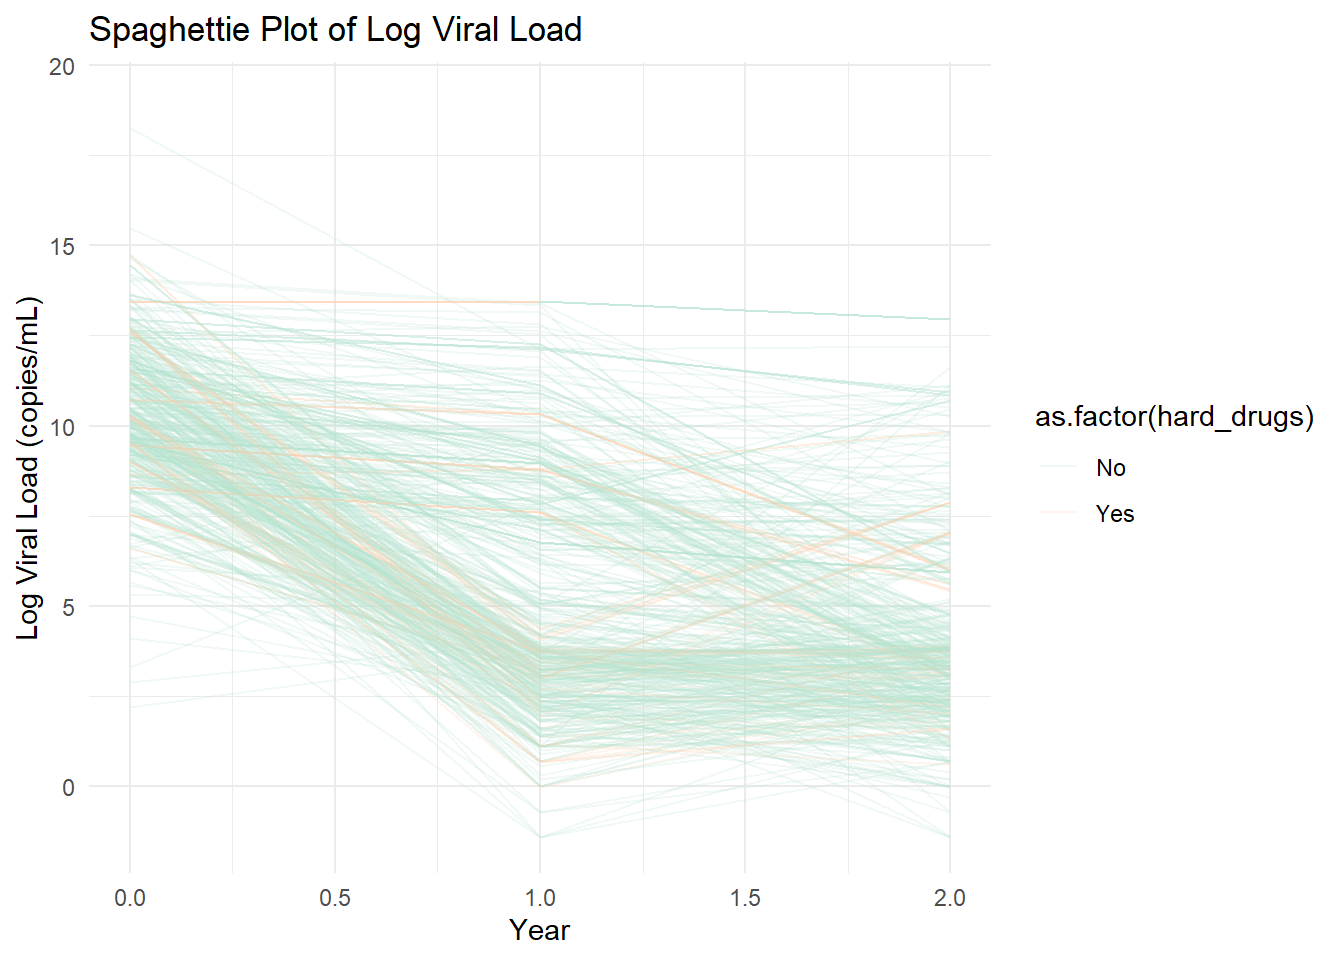 Spaghettie Plot of Log Viral Load
20
15
10
5
0
Log Viral Load (copies/mL)
0.0 0.5 1.0 1.5 2.0
Year
as.factor(hard_drugs)
No
Yes